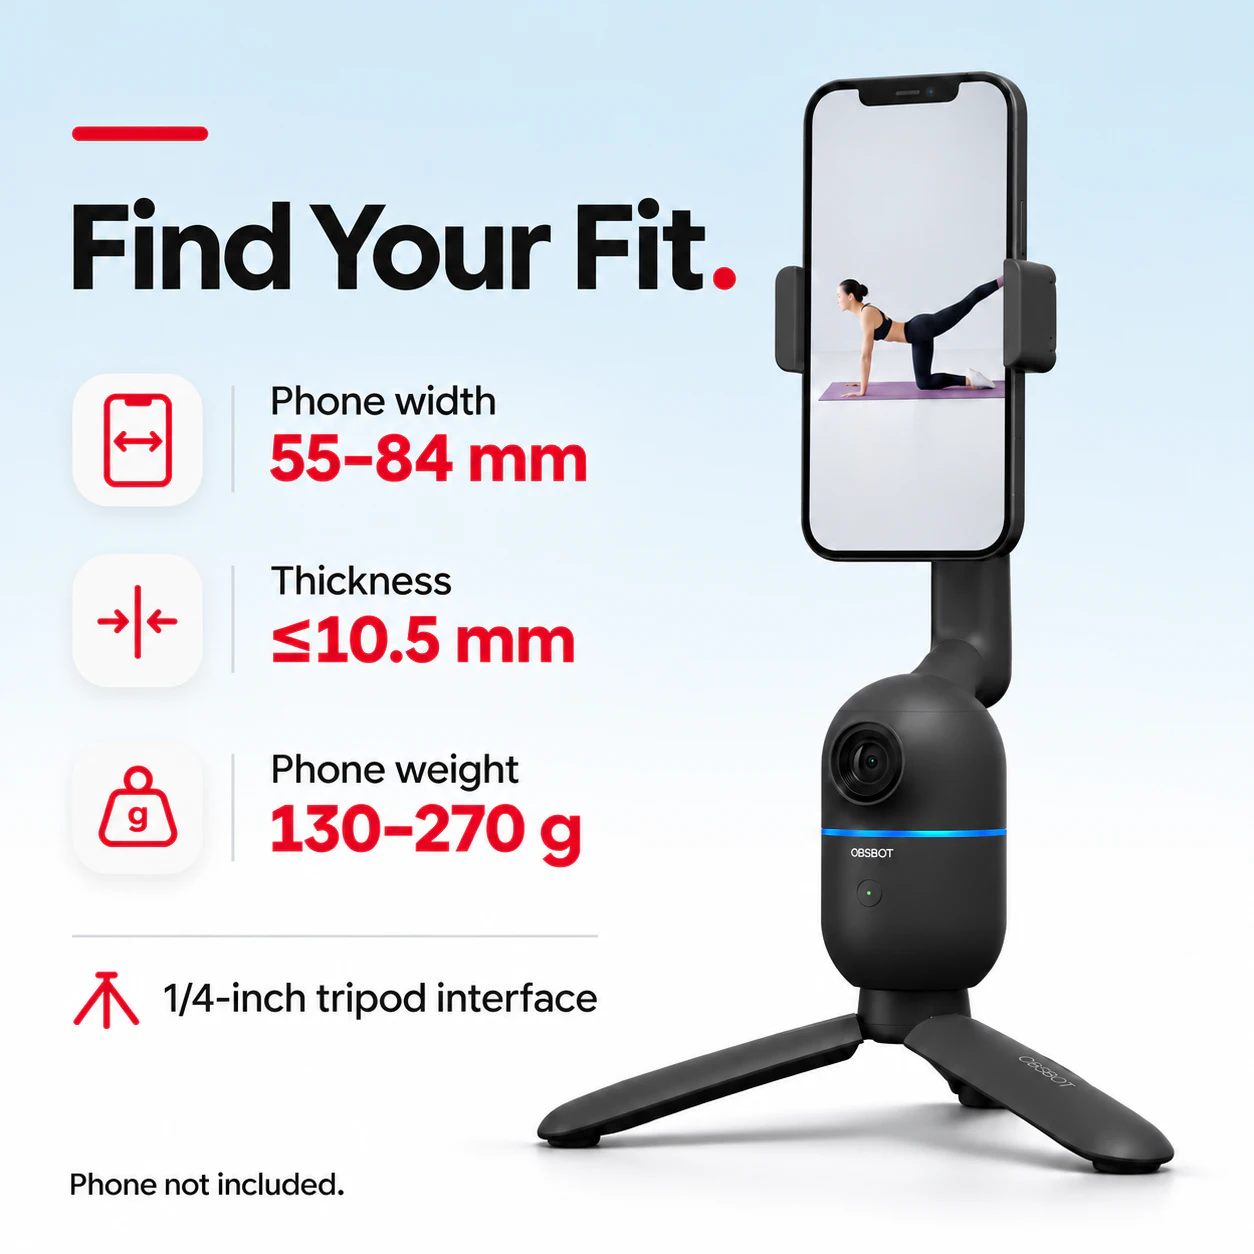 Find Your Fit.
Phone width
55–84 mm
Thickness
≤10.5 mm
g
Phone weight
130–270 g
1/4-inch tripod interface
OBSBOT
OBSBOT
Phone not included.